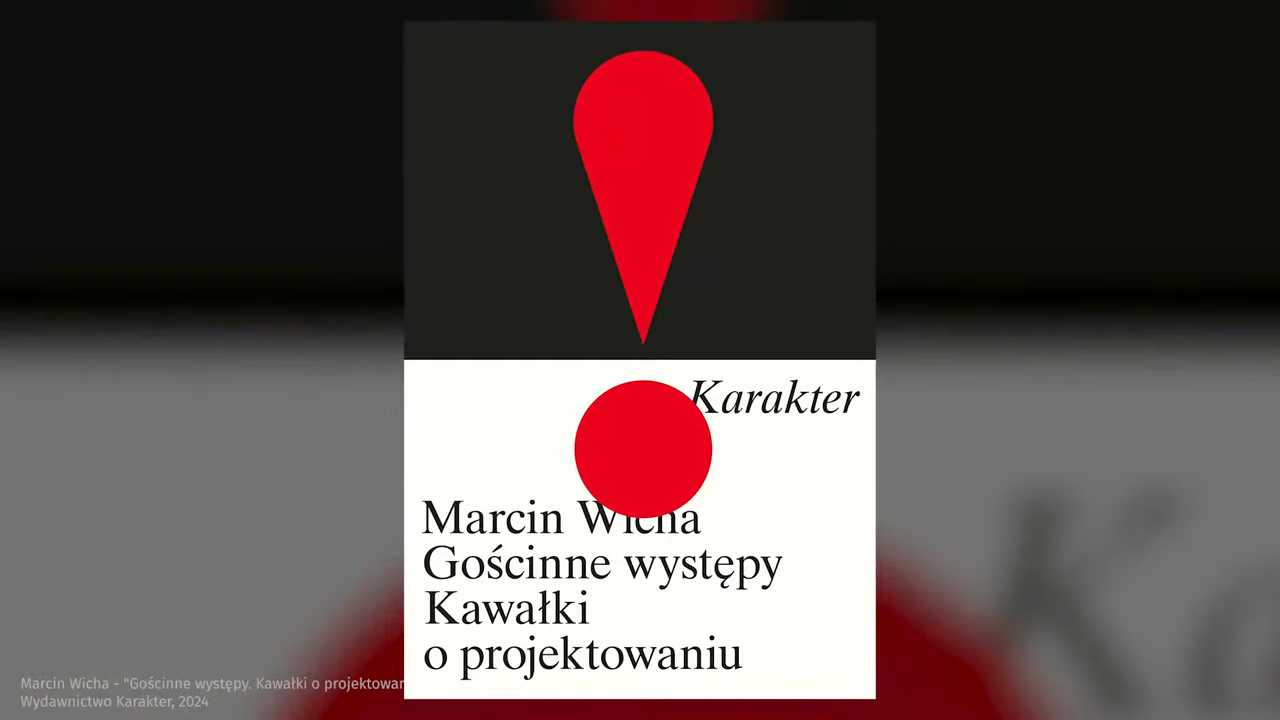 Karakter
Marcin Wicha
Gościnne występy
Kawałki
o projektowaniu
Marcin Wicha - "Gościnne występy. Kawałki o projektowan
Wydawnictwo Karakter, 2024